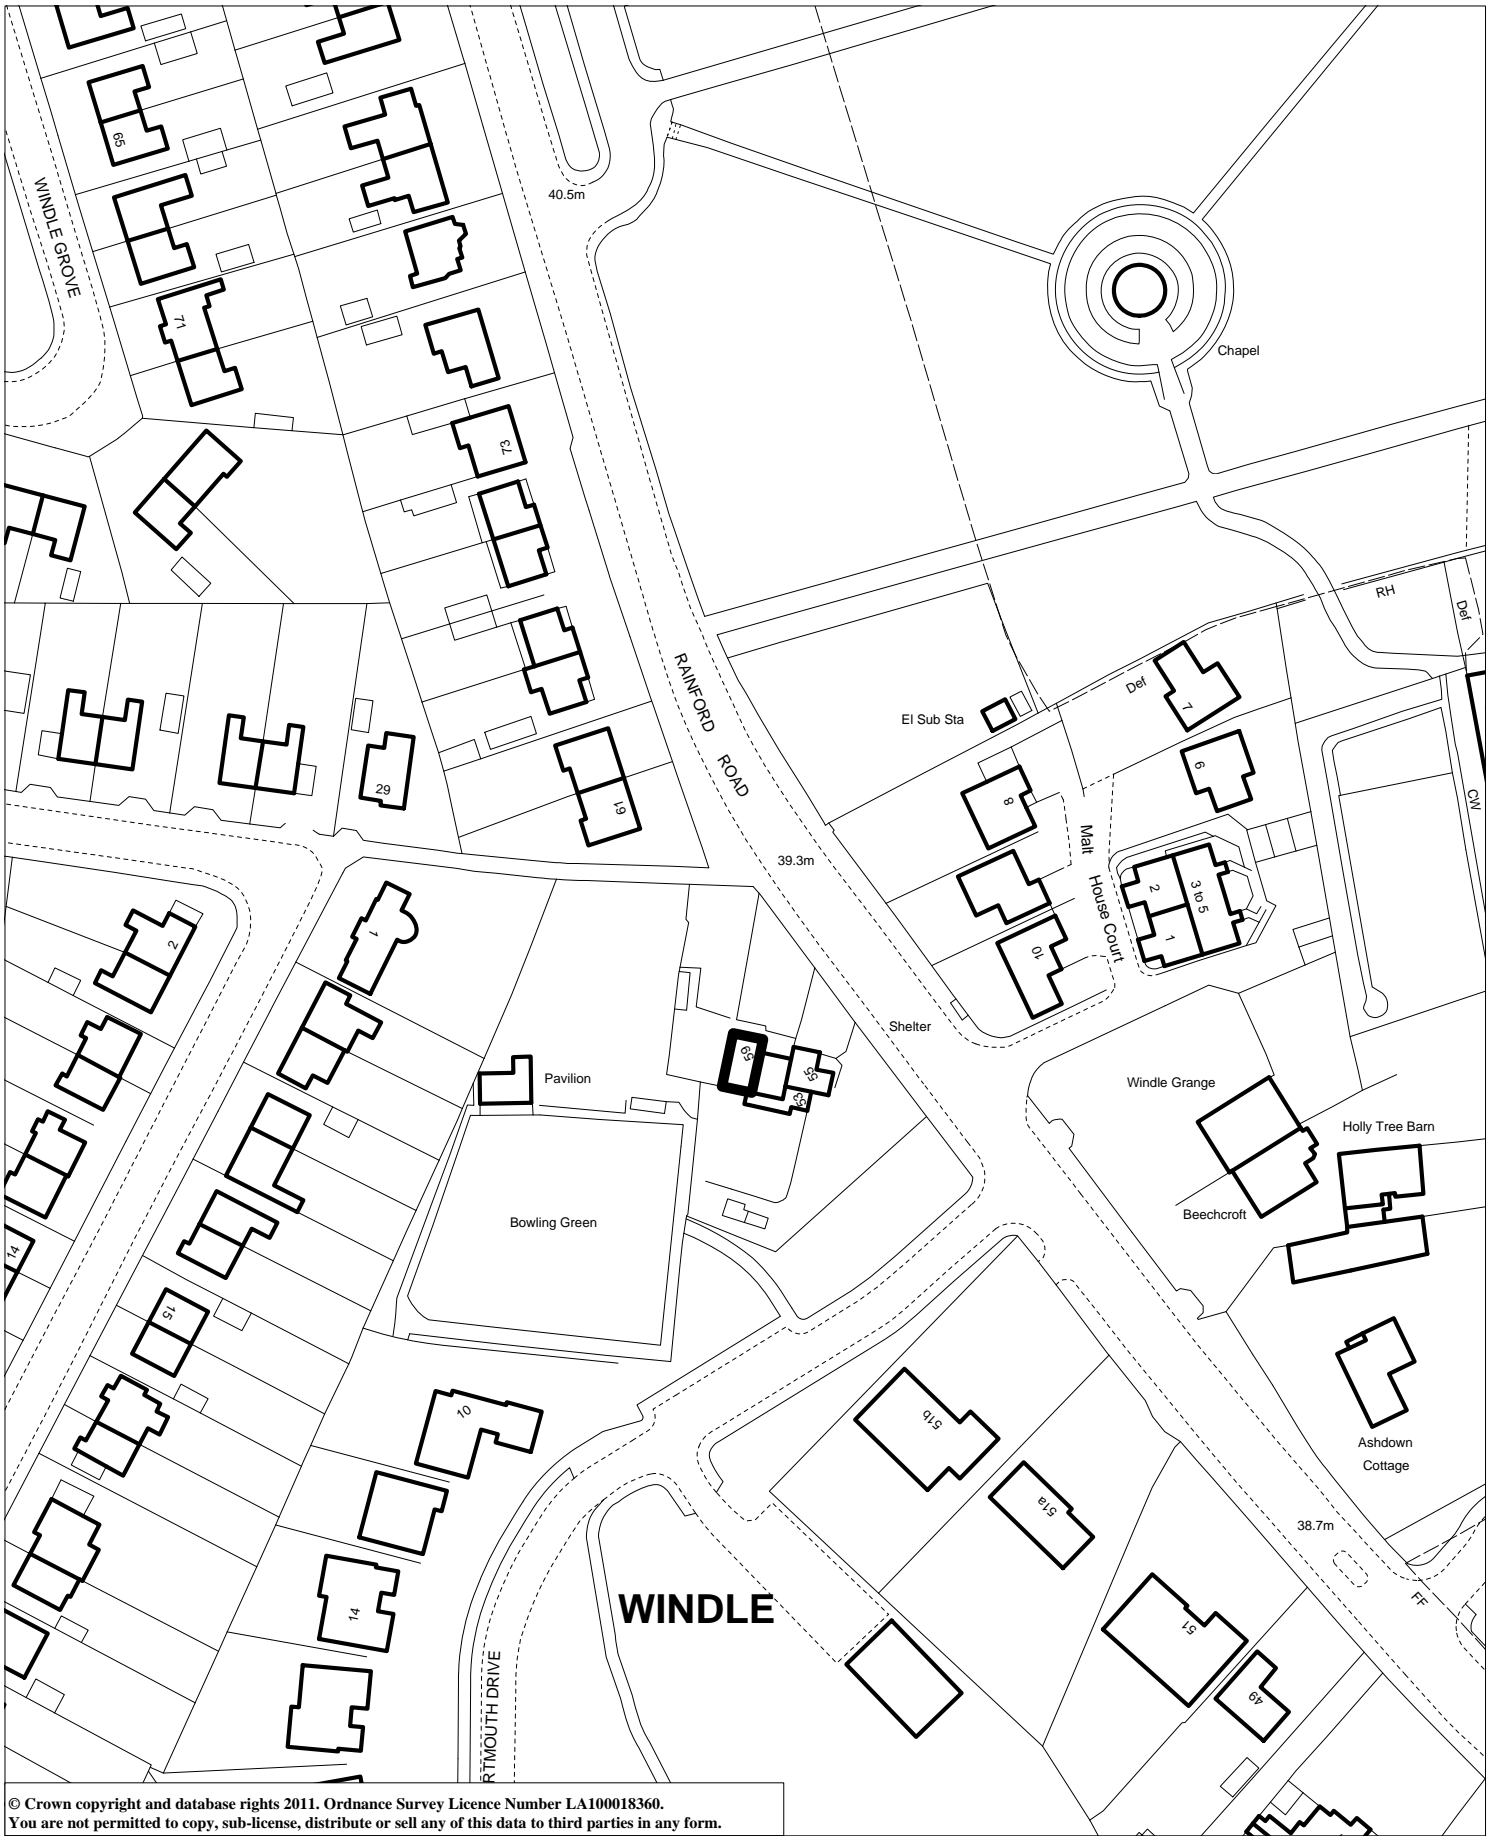 65
WINDLE GROVE
40.5m
71
Chapel
73
RH
Def
Def
7
RAINFORD
ROAD
El Sub Sta
6
29
8
61
CW
Malt
39.3m
2
3 to 5
House Court
1
1
2
10
Shelter
59
55
53
Pavilion
Windle Grange
Holly Tree Barn
Beechcroft
Bowling Green
14
15
10
51b
Ashdown
Cottage
51a
38.7m
FF
WINDLE
14
51
49
RTMOUTH DRIVE
© Crown copyright and database rights 2011. Ordnance Survey Licence Number LA100018360.
You are not permitted to copy, sub-license, distribute or sell any of this data to third parties in any form.